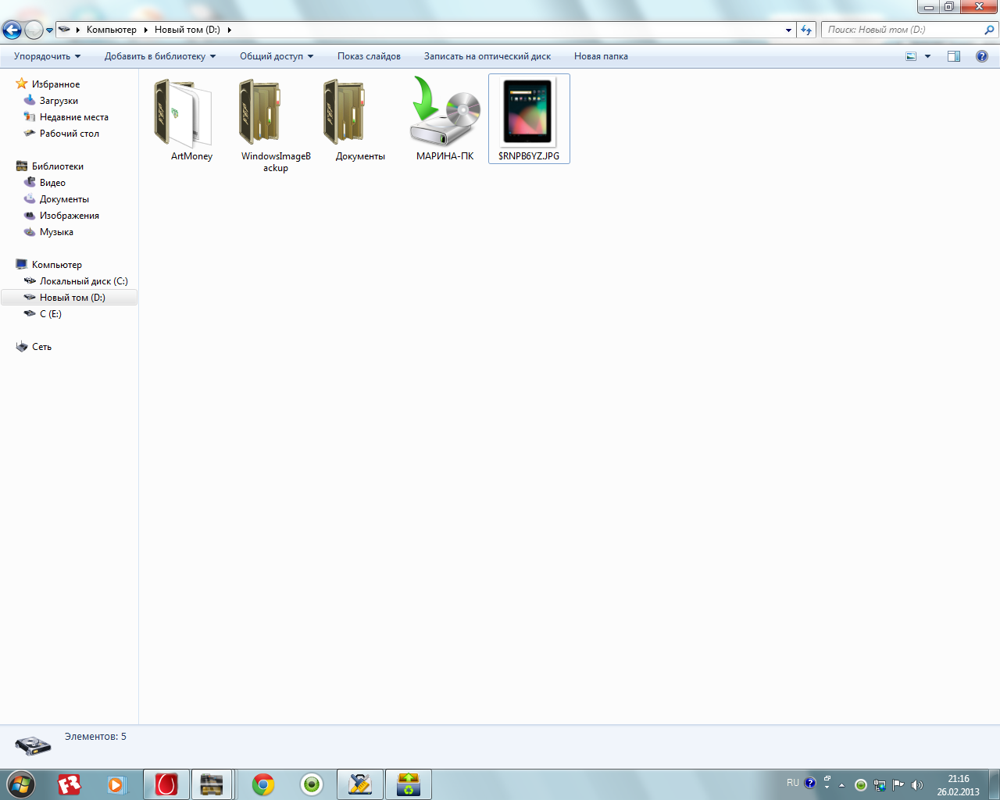 Компьютер
Новый том (D:)
Поиск: Новый том (D:)
Упорядочить
Добавить в библиотеку
Общий доступ
Показ слайдов
Записать на оптический диск
Новая папка
Избранное
Загрузки
Недавние места
Рабочий стол
Библиотеки
Видео
Документы
Изображения
Музыка
Компьютер
Локальный диск (C:)
Новый том (D:)
C (E:)
Сеть
ArtMoney
WindowsImageB
ackup
Документы
МАРИНА-ПК
$RNPB6YZ.JPG
Элементов: 5
RU
21:16
26.02.2013